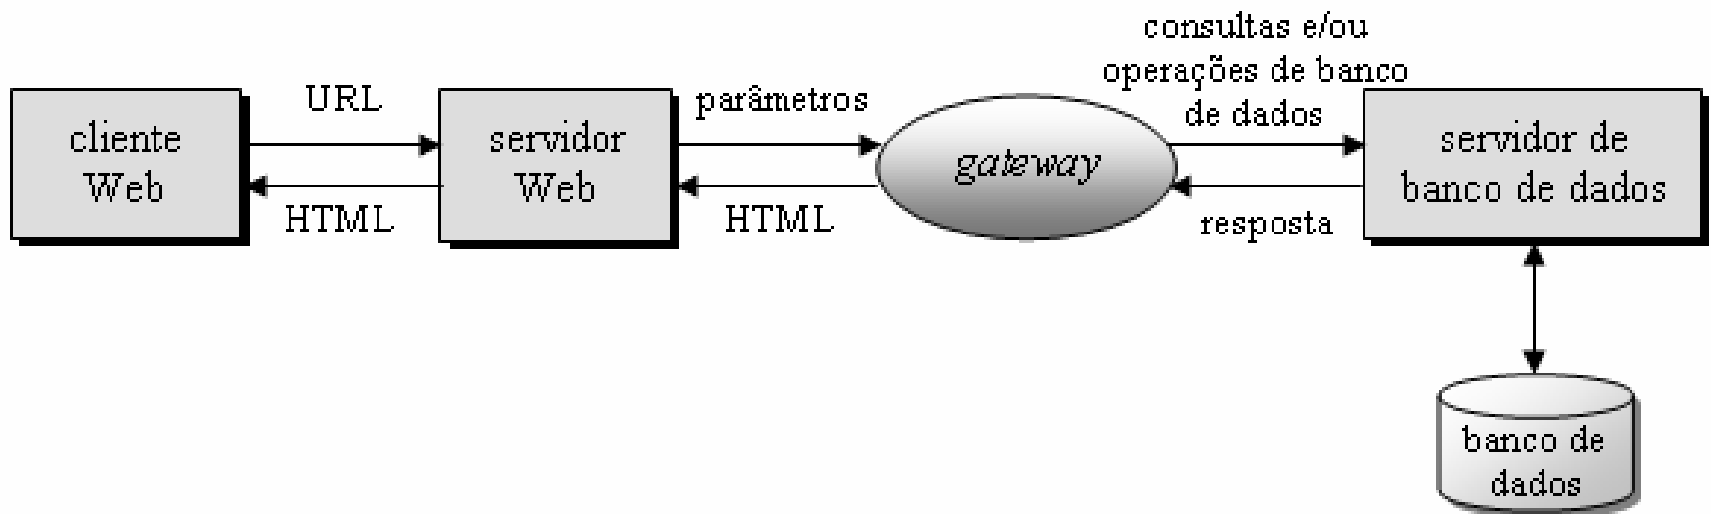 consultas e/ou
operações de banco
de dados
URL
parâmetros
cliente
Web
servidor
Web
gateway
servidor de
banco de dados
HTML
HTML
resposta
banco de
dados